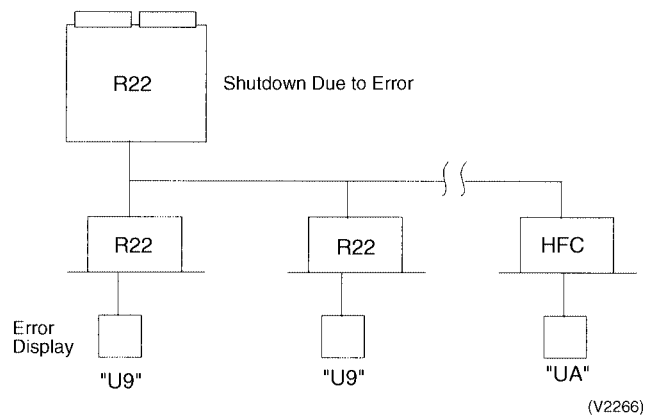 R22
Shutdown Due to Error
R22
R22
HFC
Error
Display
"U9"
"U9"
"UA"
(V2266)